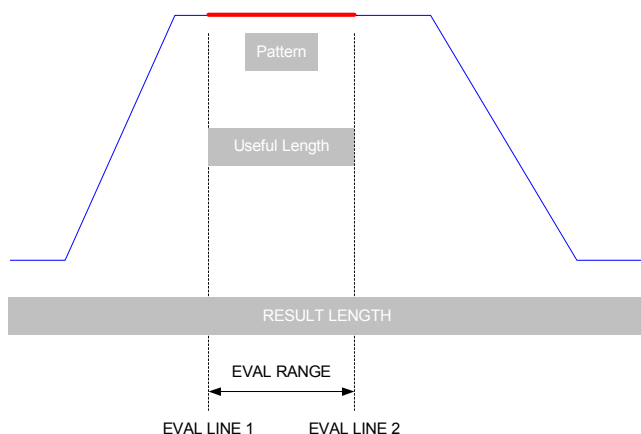 Pattern
Useful Length
RESULT LENGTH
EVAL RANGE
EVAL LINE 1 EVAL LINE 2